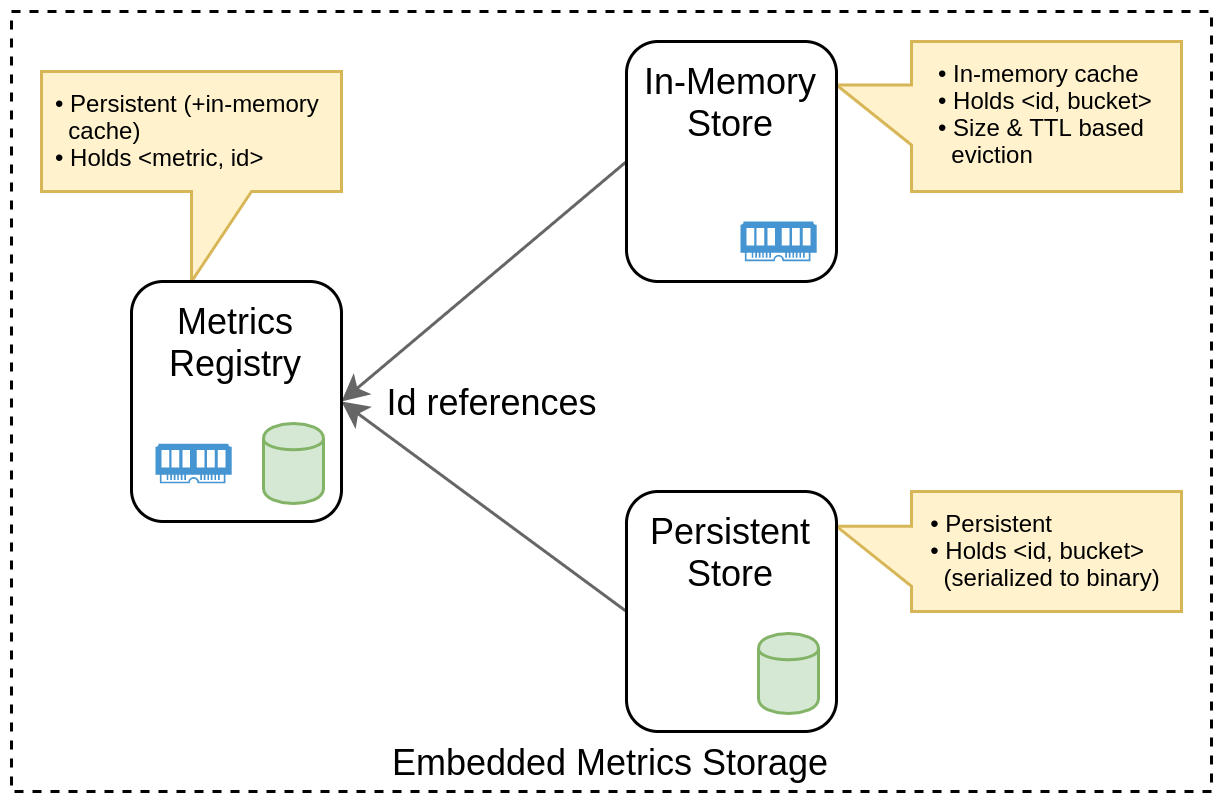 • Persistent (+in-memory
cache)
• Holds <metric, id>
In-Memory
Store
• In-memory cache
• Holds <id, bucket>
• Size & TTL based
eviction
Metrics
Registry
Id references
Persistent
Store
• Persistent
• Holds <id, bucket>
(serialized to binary)
Embedded Metrics Storage